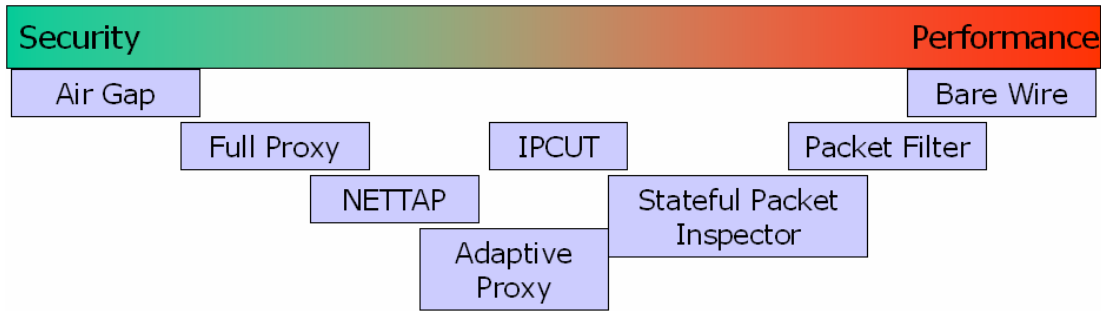 Security
Performance
Air Gap
Bare Wire
Full Proxy
IPCUT
Packet Filter
NETTAP
Stateful Packet
Inspector
Adaptive
Proxy